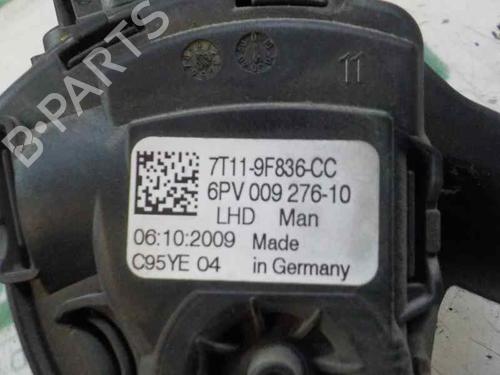 B-PARTS
11
7T11-9F836-CC
6PV 009 276-10
LHD Man
06:10:2009 Made
C95YE 04 in Germany